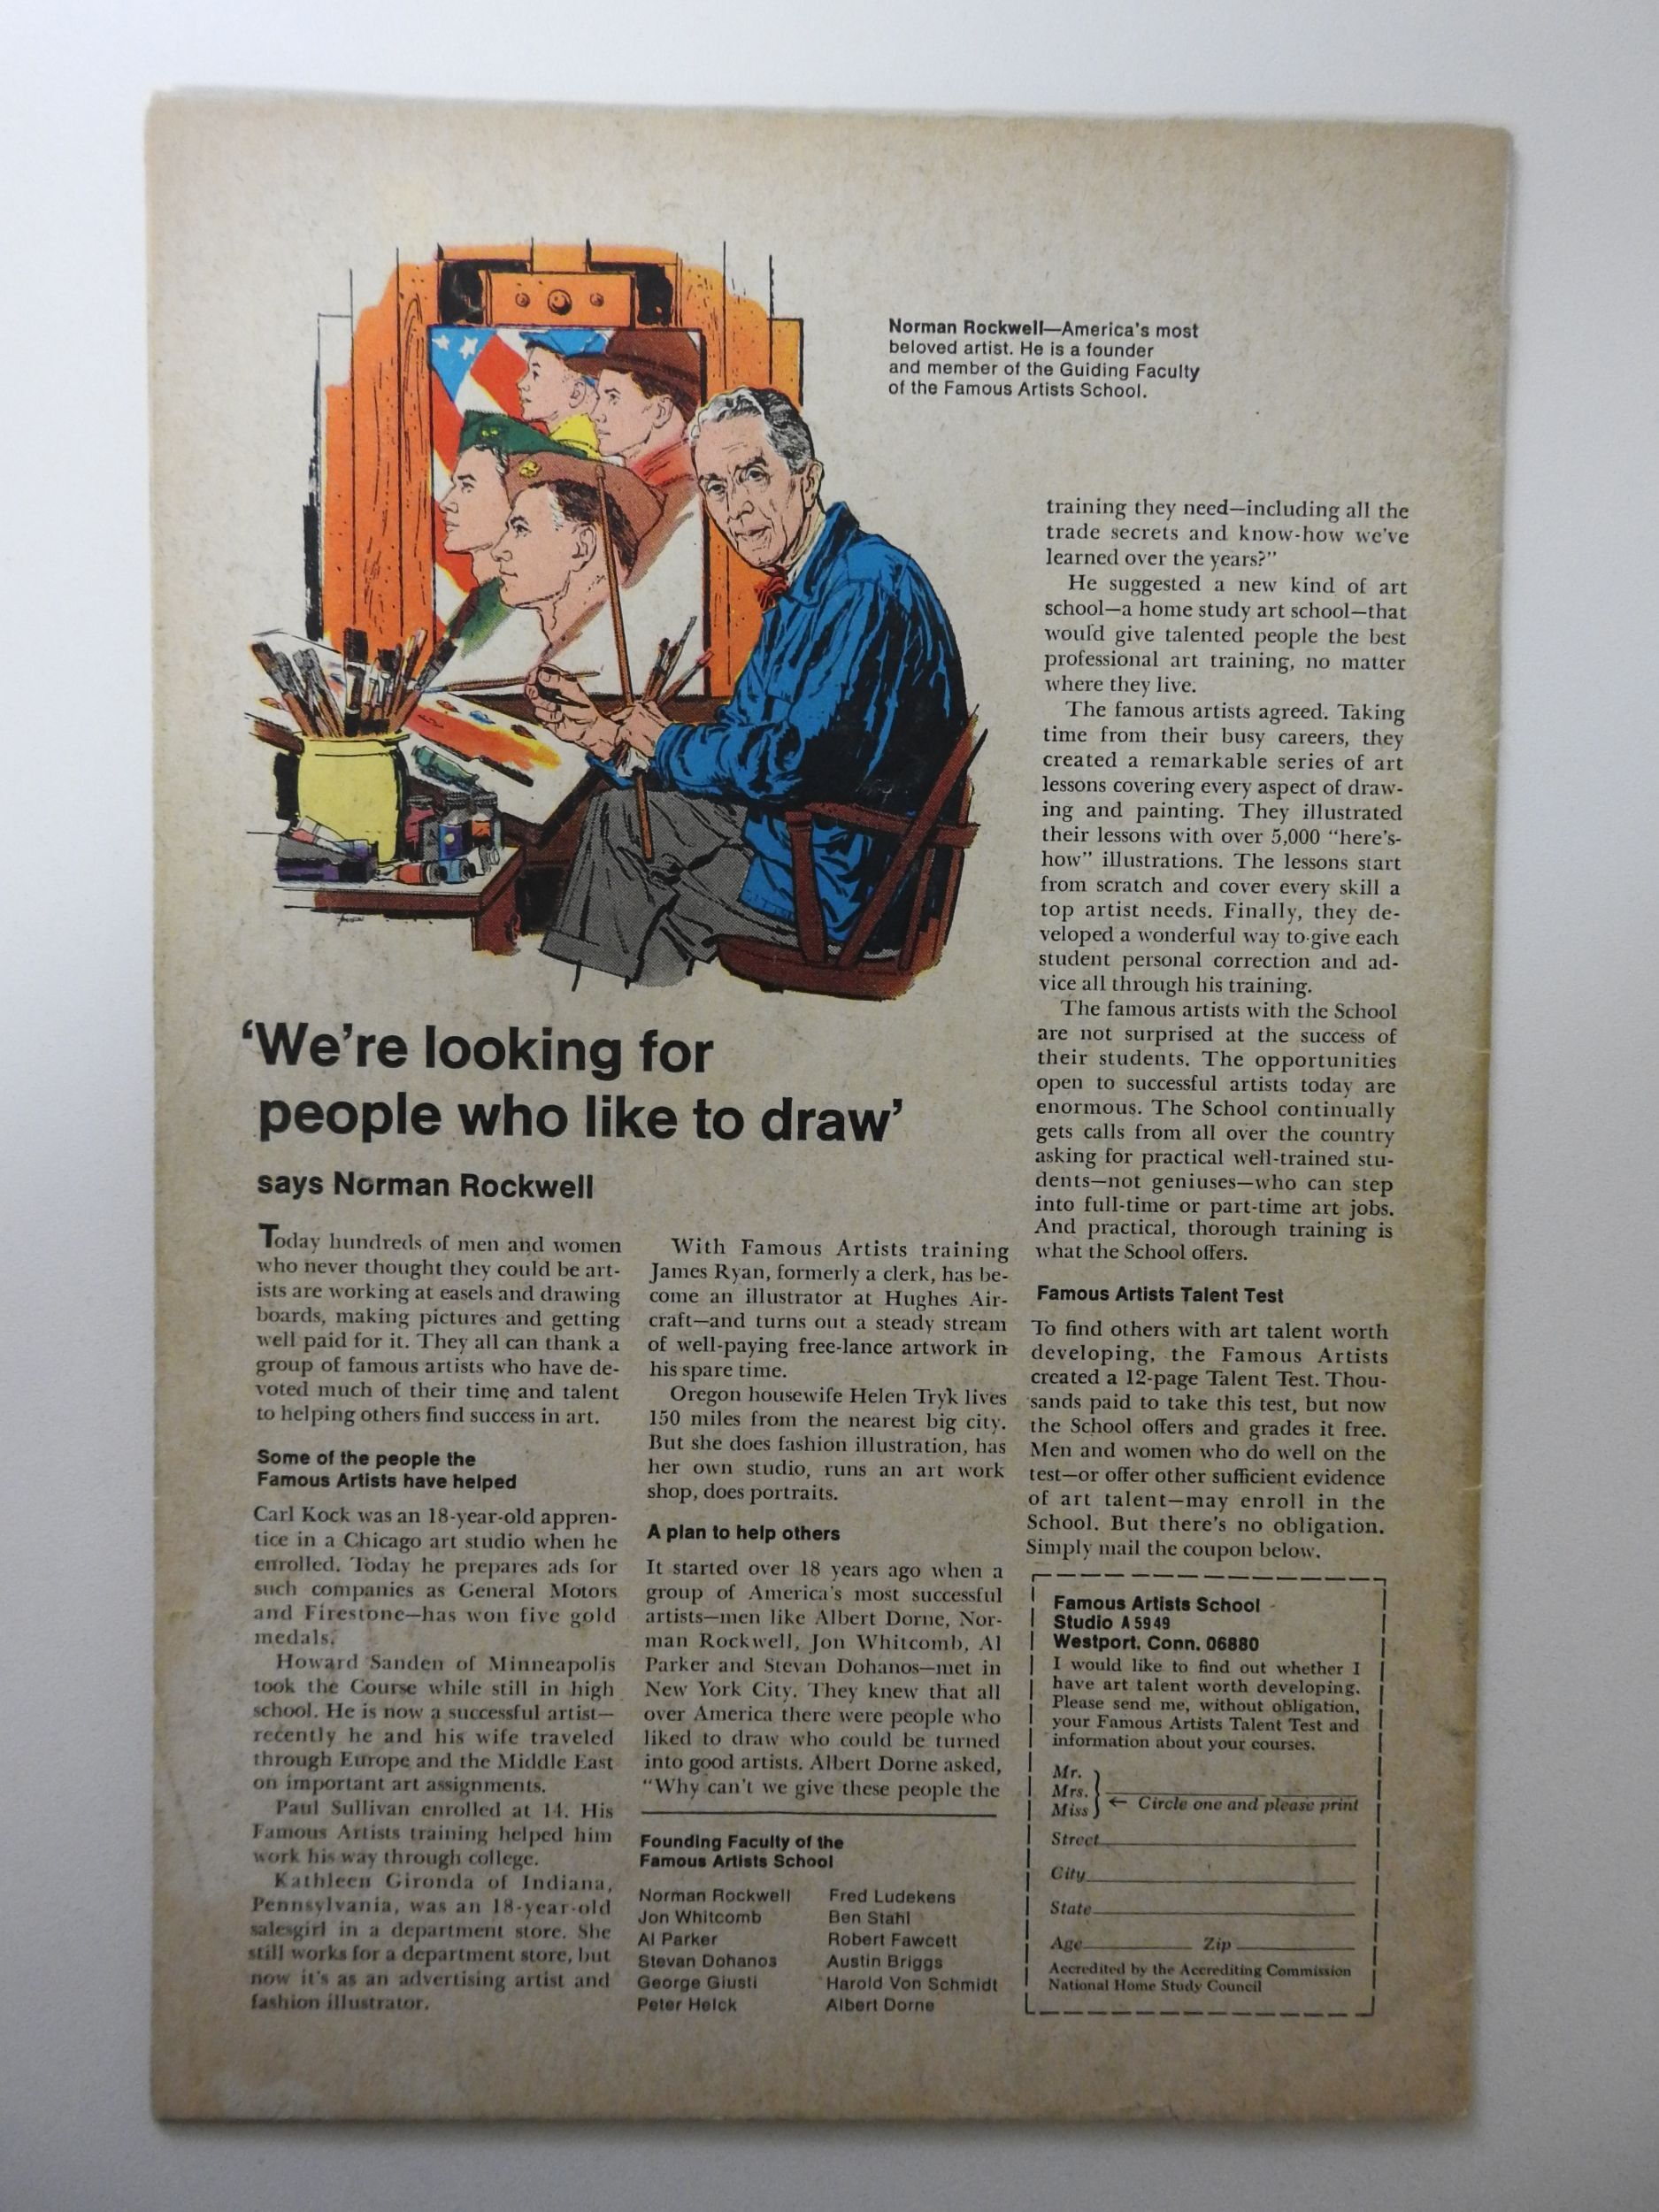 Norman Rockwell—America's most
beloved artist. He is a founder
and member of the Guiding Faculty
of the Famous Artists School.
‘We're looking for
people who like to draw’
says Norman Rockwell
Today hundreds of men and women
who never thought they could be art-
ists are working at easels and drawing
boards, making pictures and getting
well paid for it. They all can thank a
group of famous artists who have de-
voted much of their time and talent
to helping others find success in art.
Some of the people the
Famous Artists have helped
Carl Kock was an 18-year-old appren-
tice in a Chicago art studio when he
enrolled. Today he prepares ads for
such companies as General Motors
and Firestone—has won five gold
medals.
Howard Sanden of Minneapolis
took the Course while still in high
school. He is now a successful artist—
recently he and his wife traveled
through Europe and the Middle East
on important art assignments.
Paul Sullivan enrolled at 14. His
Famous Artists training helped him
work his way through college.
Kathleen Gironda of Indiana,
Pennsylvania, was an 18-year-old
salesgirl in a department store. She
still works for a department store, but
now it's as an advertising artist and
fashion illustrator.
With Famous Artists training
James Ryan, formerly a clerk, has be-
come an illustrator at Hughes Air-
craft—and turns out a steady stream
of well-paying free-lance artwork in
his spare time.
Oregon housewife Helen Tryk lives
150 miles from the nearest big city.
But she does fashion illustration, has
her own studio, runs an art work
shop, does portraits.
A plan to help others
It started over 18 years ago when a
group of America's most successful
artists—men like Albert Dorne, Nor-
man Rockwell, Jon Whitcomb, Al
Parker and Stevan Dohanos—met in
New York City. They knew that all
over America there were people who
liked to draw who could be turned
into good artists. Albert Dorne asked,
“Why can't we give these people the
Founding Faculty of the
Famous Artists School
Norman Rockwell
Jon Whitcomb
Al Parker
Stevan Dohanos
George Giusti
Peter Helck
Fred Ludekens
Ben Stahl
Robert Fawcett
Austin Briggs
Harold Von Schmidt
Albert Dorne
training they need—including all the
trade secrets and know-how we've
learned over the years?”
He suggested a new kind of art
school—a home study art school—that
would give talented people the best
professional art training, no matter
where they live.
The famous artists agreed. Taking
time from their busy careers, they
created a remarkable series of art
lessons covering every aspect of draw-
ing and painting. They illustrated
their lessons with over 5,000 “here's-
how” illustrations. The lessons start
from scratch and cover every skill a
top artist needs. Finally, they de-
veloped a wonderful way to give each
student personal correction and ad-
vice all through his training.
The famous artists with the School
are not surprised at the success of
their students. The opportunities
open to successful artists today are
enormous. The School continually
gets calls from all over the country
asking for practical well-trained stu-
dents—not geniuses—who can step
into full-time or part-time art jobs.
And practical, thorough training is
what the School offers.
Famous Artists Talent Test
To find others with art talent worth
developing, the Famous Artists
created a 12-page Talent Test. Thou-
sands paid to take this test, but now
the School offers and grades it free.
Men and women who do well on the
test—or offer other sufficient evidence
of art talent—may enroll in the
School. But there's no obligation.
Simply mail the coupon below.
Famous Artists School
Studio A 5949
Westport, Conn. 06880
I would like to find out whether I
have art talent worth developing.
Please send me, without obligation,
your Famous Artists Talent Test and
information about your courses.
Mr.
Mrs.
Miss ← Circle one and please print
Street
City
State
Age Zip
Accredited by the Accrediting Commission
National Home Study Council